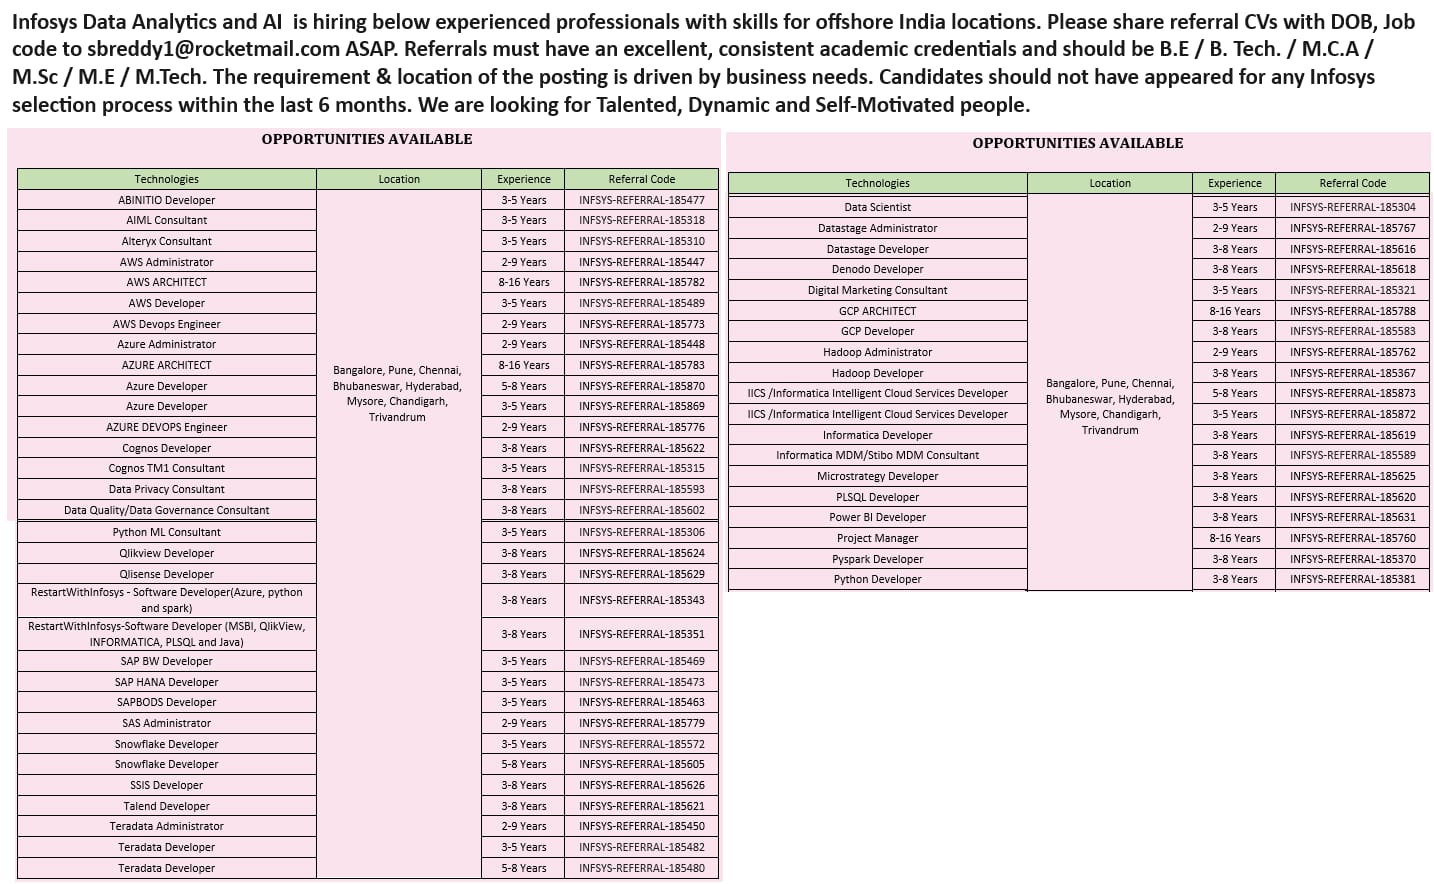 Infosys Data Analytics and AI  is hiring below experienced professionals with skills for offshore India locations. Please share referral CVs with DOB, Job
code to sbreddy1@rocketmail.com ASAP. Referrals must have an excellent, consistent academic credentials and should be B.E / B. Tech. / M.C.A /
M.Sc / M.E / M.Tech. The requirement & location of the posting is driven by business needs. Candidates should not have appeared for any Infosys
selection process within the last 6 months. We are looking for Talented, Dynamic and Self-Motivated people.
OPPORTUNITIES AVAILABLE
Technologies Location Experience Referral Code
ABINITIO Developer 3-5 Years INFSYS-REFERRAL-185477
AIML Consultant 3-5 Years INFSYS-REFERRAL-185318
Alteryx Consultant 3-5 Years INFSYS-REFERRAL-185310
AWS Administrator 2-9 Years INFSYS-REFERRAL-185447
AWS ARCHITECT 8-16 Years INFSYS-REFERRAL-185782
AWS Developer 3-5 Years INFSYS-REFERRAL-185489
AWS Devops Engineer 2-9 Years INFSYS-REFERRAL-185773
Azure Administrator 2-9 Years INFSYS-REFERRAL-185448
AZURE ARCHITECT 8-16 Years INFSYS-REFERRAL-185783
Bangalore, Pune, Chennai,
Bhubaneswar, Hyderabad,
Mysore, Chandigarh,
Trivandrum
Azure Developer 5-8 Years INFSYS-REFERRAL-185870
Azure Developer 3-5 Years INFSYS-REFERRAL-185869
AZURE DEVOPS Engineer 2-9 Years INFSYS-REFERRAL-185776
Cognos Developer 3-8 Years INFSYS-REFERRAL-185622
Cognos TM1 Consultant 3-5 Years INFSYS-REFERRAL-185315
Data Privacy Consultant 3-8 Years INFSYS-REFERRAL-185593
Data Quality/Data Governance Consultant 3-8 Years INFSYS-REFERRAL-185602
Python ML Consultant 3-5 Years INFSYS-REFERRAL-185306
Qlikview Developer 3-8 Years INFSYS-REFERRAL-185624
Qlisense Developer 3-8 Years INFSYS-REFERRAL-185629
RestartWithInfosys - Software Developer(Azure, python
and spark) 3-8 Years INFSYS-REFERRAL-185343
RestartWithInfosys-Software Developer (MSBI, QlikView,
INFORMATICA, PLSQL and Java) 3-8 Years INFSYS-REFERRAL-185351
SAP BW Developer 3-5 Years INFSYS-REFERRAL-185469
SAP HANA Developer 3-5 Years INFSYS-REFERRAL-185473
SAPBODS Developer 3-5 Years INFSYS-REFERRAL-185463
SAS Administrator 2-9 Years INFSYS-REFERRAL-185779
Snowflake Developer 3-5 Years INFSYS-REFERRAL-185572
Snowflake Developer 5-8 Years INFSYS-REFERRAL-185605
SSIS Developer 3-8 Years INFSYS-REFERRAL-185626
Talend Developer 3-8 Years INFSYS-REFERRAL-185621
Teradata Administrator 2-9 Years INFSYS-REFERRAL-185450
Teradata Developer 3-5 Years INFSYS-REFERRAL-185482
Teradata Developer 5-8 Years INFSYS-REFERRAL-185480
OPPORTUNITIES AVAILABLE
Technologies Location Experience Referral Code
Data Scientist 3-5 Years INFSYS-REFERRAL-185304
Datastage Administrator 2-9 Years INFSYS-REFERRAL-185767
Datastage Developer 3-8 Years INFSYS-REFERRAL-185616
Denodo Developer 3-8 Years INFSYS-REFERRAL-185618
Digital Marketing Consultant 3-5 Years INFSYS-REFERRAL-185321
GCP ARCHITECT 8-16 Years INFSYS-REFERRAL-185788
GCP Developer 3-8 Years INFSYS-REFERRAL-185583
Hadoop Administrator 2-9 Years INFSYS-REFERRAL-185762
Hadoop Developer 3-8 Years INFSYS-REFERRAL-185367
Bangalore, Pune, Chennai,
Bhubaneswar, Hyderabad,
Mysore, Chandigarh,
Trivandrum
IICS /Informatica Intelligent Cloud Services Developer 5-8 Years INFSYS-REFERRAL-185873
IICS /Informatica Intelligent Cloud Services Developer 3-5 Years INFSYS-REFERRAL-185872
Informatica Developer 3-8 Years INFSYS-REFERRAL-185619
Informatica MDM/Stibo MDM Consultant 3-8 Years INFSYS-REFERRAL-185589
Microstrategy Developer 3-8 Years INFSYS-REFERRAL-185625
PLSQL Developer 3-8 Years INFSYS-REFERRAL-185620
Power BI Developer 3-8 Years INFSYS-REFERRAL-185631
Project Manager 8-16 Years INFSYS-REFERRAL-185760
Pyspark Developer 3-8 Years INFSYS-REFERRAL-185370
Python Developer 3-8 Years INFSYS-REFERRAL-185381